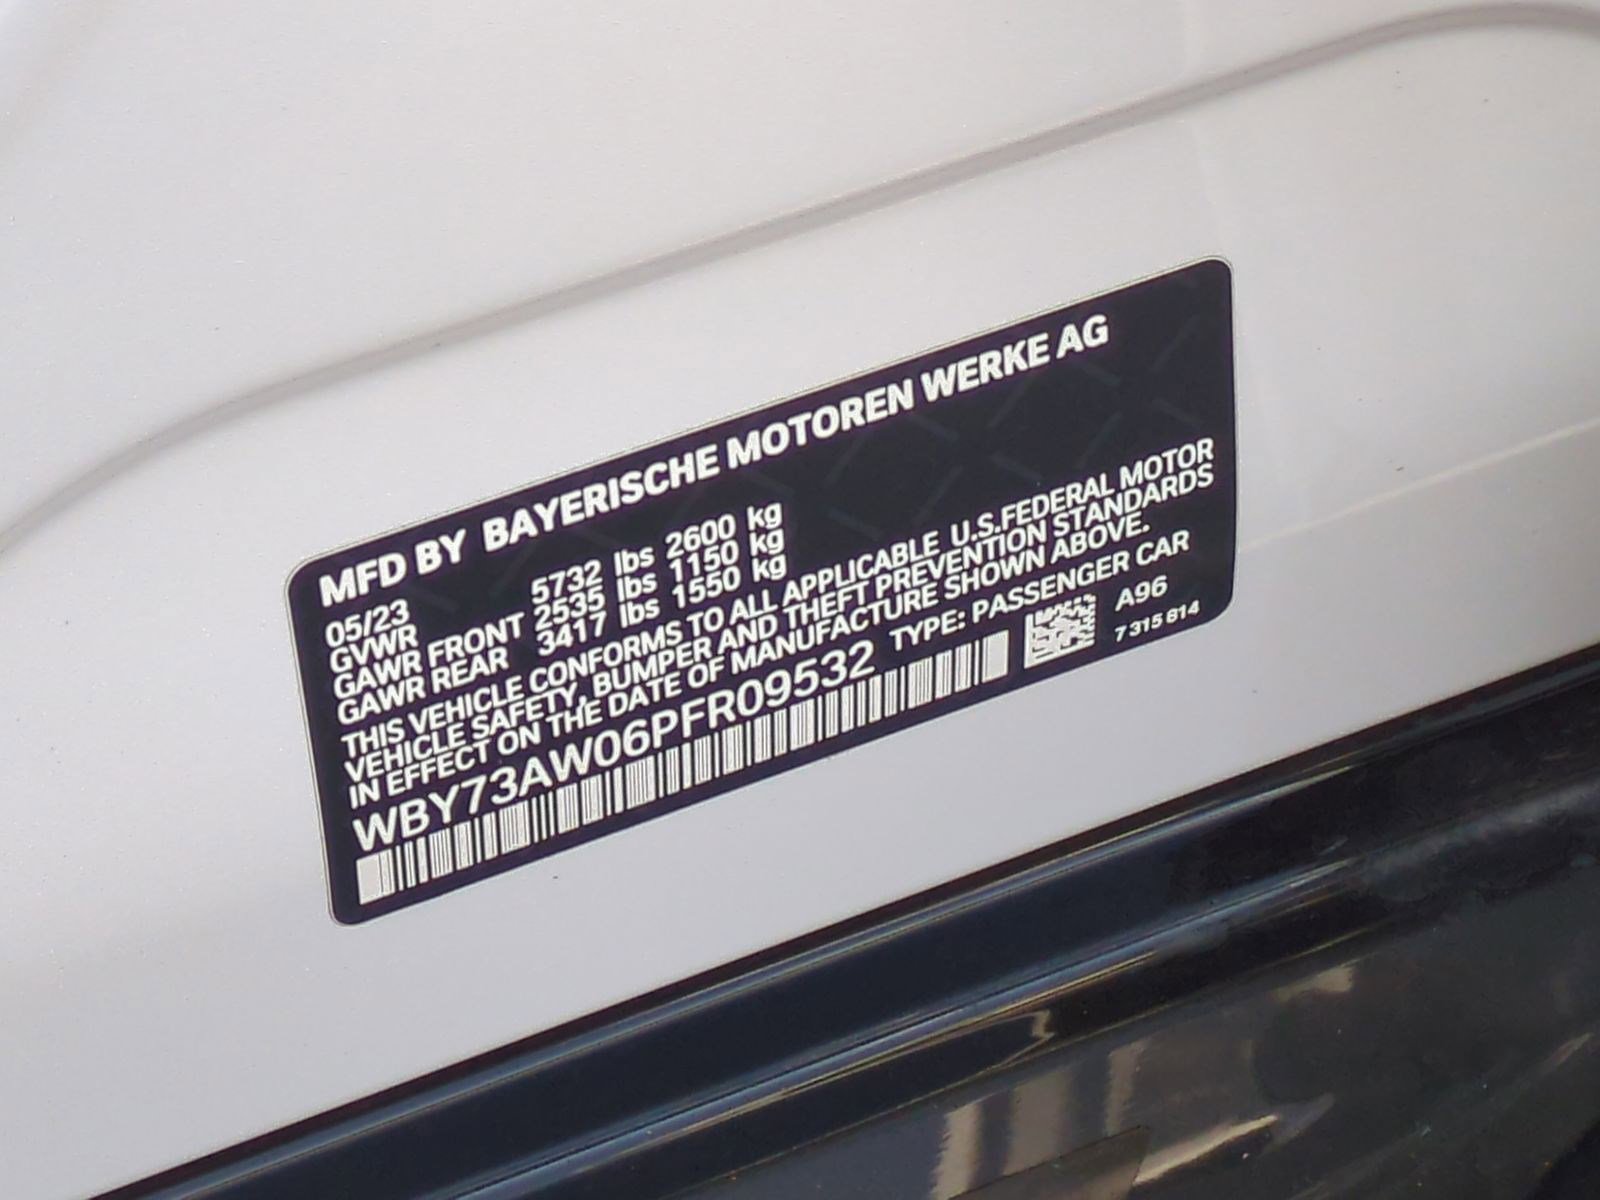 MFD BY BAYERISCHE MOTOREN WERKE AG
05/23
GVWR 5732 lbs 2600 kg
GAWR FRONT 2535 lbs 1150 kg
GAWR REAR 3417 lbs 1550 kg
THIS VEHICLE CONFORMS TO ALL APPLICABLE U.S.FEDERAL MOTOR
VEHICLE SAFETY, BUMPER AND THEFT PREVENTION STANDARDS
IN EFFECT ON THE DATE OF MANUFACTURE SHOWN ABOVE.
WBY73AW06PFR09532 TYPE: PASSENGER CAR
A96
7 315 814